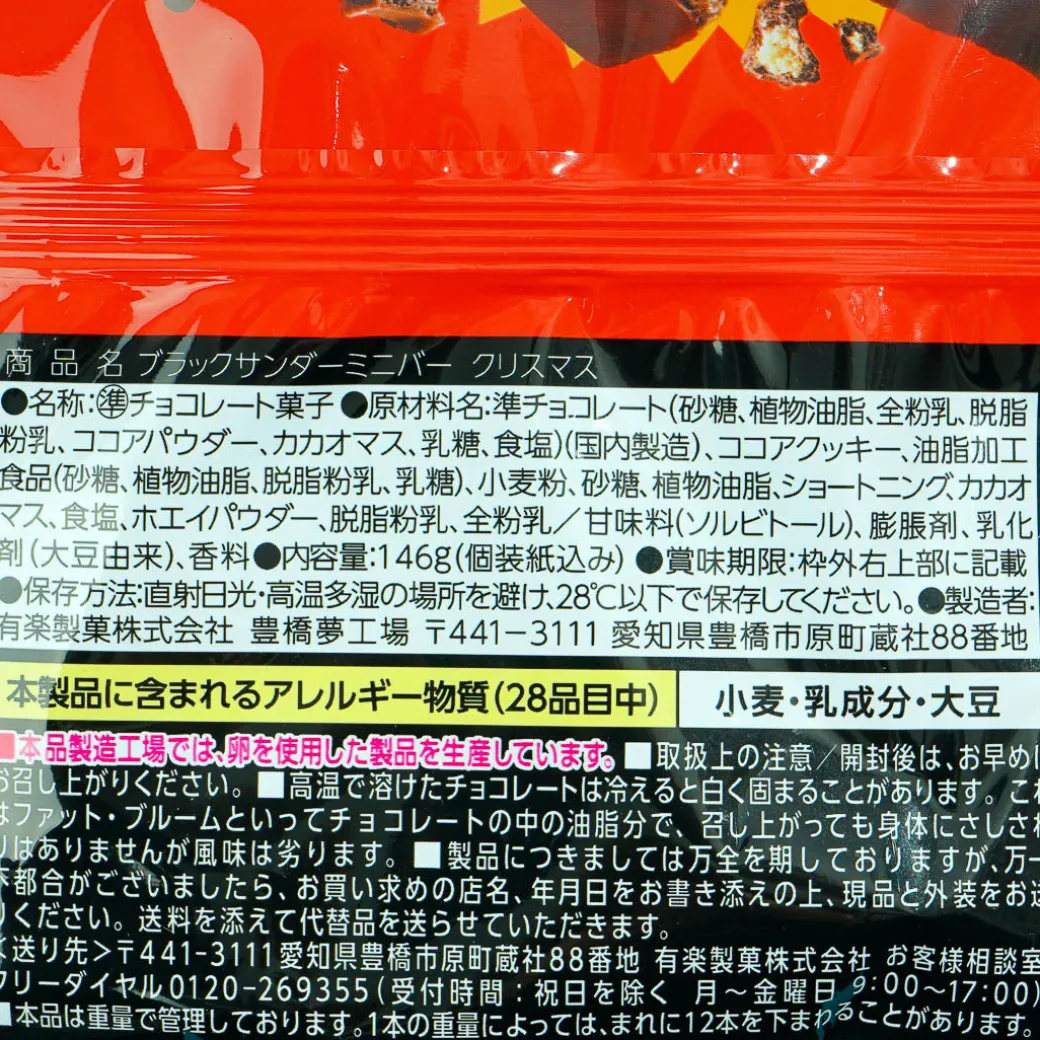 商品名 ブラックサンダーミニバー クリスマス
●名称:㊜チョコレート菓子 ●原材料名:準チョコレート(砂糖、植物油脂、全粉乳、脱脂
粉乳、ココアパウダー、カカオマス、乳糖、食塩)(国内製造)、ココアクッキー、油脂加工
食品(砂糖、植物油脂、脱脂粉乳、乳糖)、小麦粉、砂糖、植物油脂、ショートニング、カカオ
マス、食塩、ホエイパウダー、脱脂粉乳、全粉乳／甘味料(ソルビトール)、膨脹剤、乳化
剤(大豆由来)、香料●内容量:146g(個装紙込み) ●賞味期限:枠外右上部に記載
●保存方法:直射日光・高温多湿の場所を避け、28℃以下で保存してください。●製造者:
有楽製菓株式会社 豊橋夢工場 〒441-3111 愛知県豊橋市原町蔵社88番地
本製品に含まれるアレルギー物質(28品目中) 小麦・乳成分・大豆
■本品製造工場では、卵を使用した製品を生産しています。■取扱上の注意／開封後は、お早め
お召し上がりください。■高温で溶けたチョコレートは冷えると白く固まることがあります。これ
はファット・ブルームといってチョコレートの中の油脂分で、召し上がっても身体にさしさわ
りはありませんが風味は劣ります。■製品につきましては万全を期しておりますが、万一
不都合がございましたら、お買い求めの店名、年月日をお書き添えの上、現品と外装をお送
りください。送料を添えて代替品を送らせていただきます。
<送り先>〒441-3111愛知県豊橋市原町蔵社88番地 有楽製菓株式会社 お客様相談室
フリーダイヤル0120-269355(受付時間:祝日を除く 月～金曜日9:00～17:00)
■本品は重量で管理しております。1本の重量によっては、まれに12本を下まわることがあります。